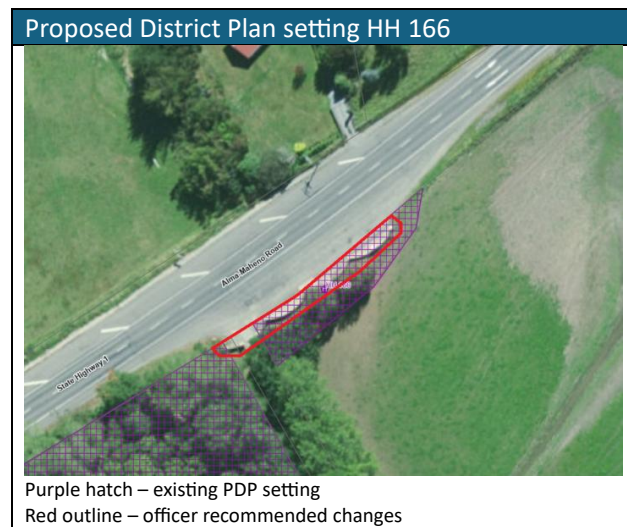 Proposed District Plan setting HH 166
Alma Maheno Road
State Highway 1
Purple hatch – existing PDP setting
Red outline – officer recommended changes